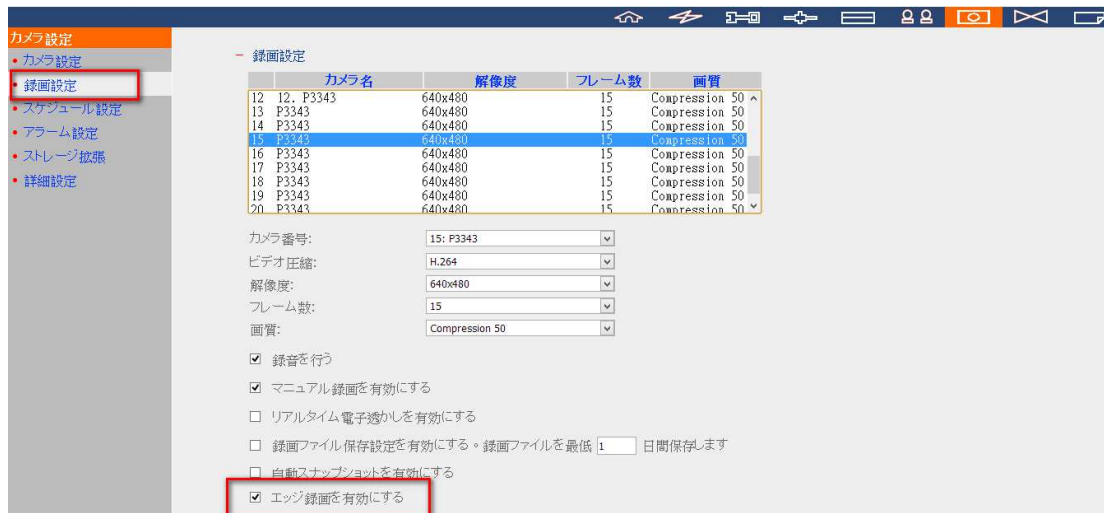 カメラ設定
• カメラ設定
• 録画設定
• スケジュール設定
• アラーム設定
• ストレージ拡張
• 詳細設定
− 録画設定
カメラ名 解像度 フレーム数 画質
12 12. P3343 640x480 15 Compression 50
13 P3343 640x480 15 Compression 50
14 P3343 640x480 15 Compression 50
15 P3343 640x480 15 Compression 50
16 P3343 640x480 15 Compression 50
17 P3343 640x480 15 Compression 50
18 P3343 640x480 15 Compression 50
19 P3343 640x480 15 Compression 50
20 P3343 640x480 15 Compression 50
カメラ番号: 15: P3343
ビデオ圧縮: H.264
解像度: 640x480
フレーム数: 15
画質: Compression 50
録音を行う
マニュアル録画を有効にする
リアルタイム電子透かしを有効にする
録画ファイル保存設定を有効にする。録画ファイルを最低 1 日間保存します
自動スナップショットを有効にする
エッジ録画を有効にする